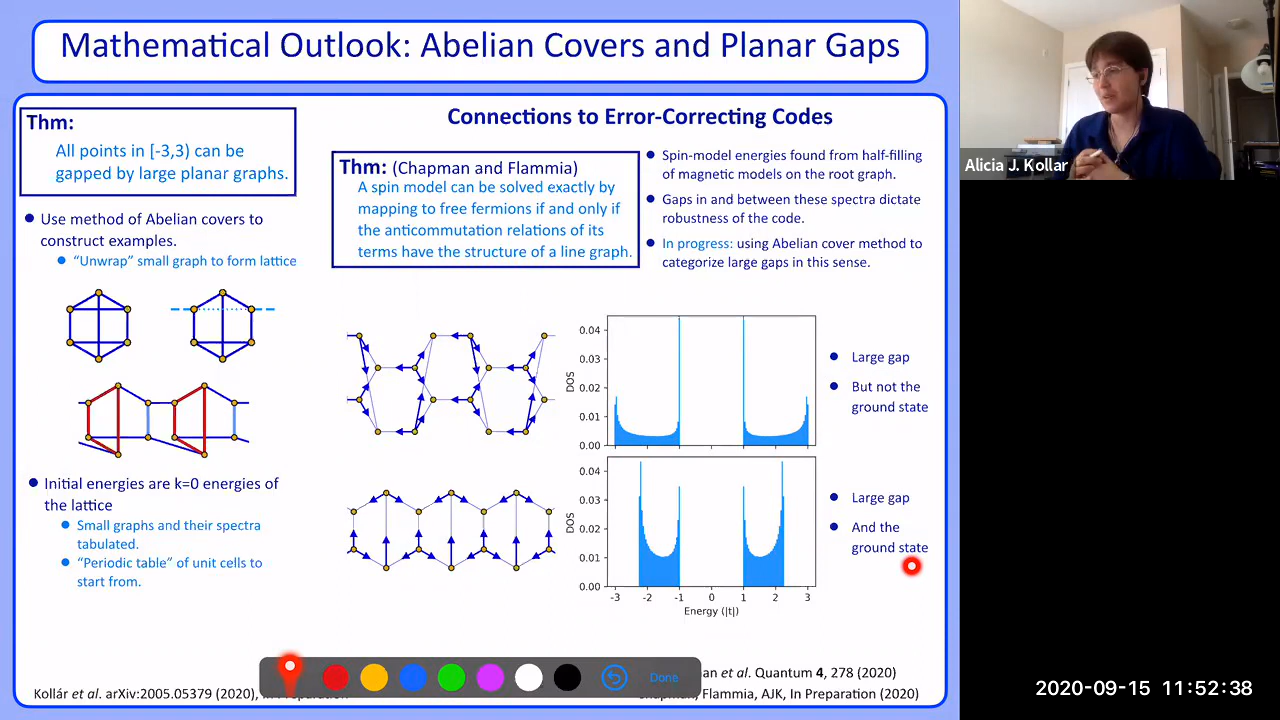 Mathematical Outlook: Abelian Covers and Planar Gaps
Thm:
All points in [-3,3) can be
gapped by large planar graphs.
Use method of Abelian covers to
construct examples.
“Unwrap” small graph to form lattice
Initial energies are k=0 energies of
the lattice
Small graphs and their spectra
tabulated.
“Periodic table” of unit cells to
start from.
Connections to Error-Correcting Codes
Thm: (Chapman and Flammia)
A spin model can be solved exactly by
mapping to free fermions if and only if
the anticommutation relations of its
terms have the structure of a line graph.
Spin-model energies found from half-filling
of magnetic models on the root graph.
Gaps in and between these spectra dictate
robustness of the code.
In progress: using Abelian cover method to
categorize large gaps in this sense.
DOS
0.04
0.03
0.02
0.01
0.00
Large gap
But not the
ground state
DOS
0.04
0.03
0.02
0.01
0.00
-3 -2 -1 0 1 2 3
Energy (|t|)
Large gap
And the
ground state
Done
Kollár et al. arXiv:2005.05379 (2020),
et al. Quantum 4, 278 (2020)
Flammia, AJK, In Preparation (2020)
Alicia J. Kollar
2020-09-15 11:52:38